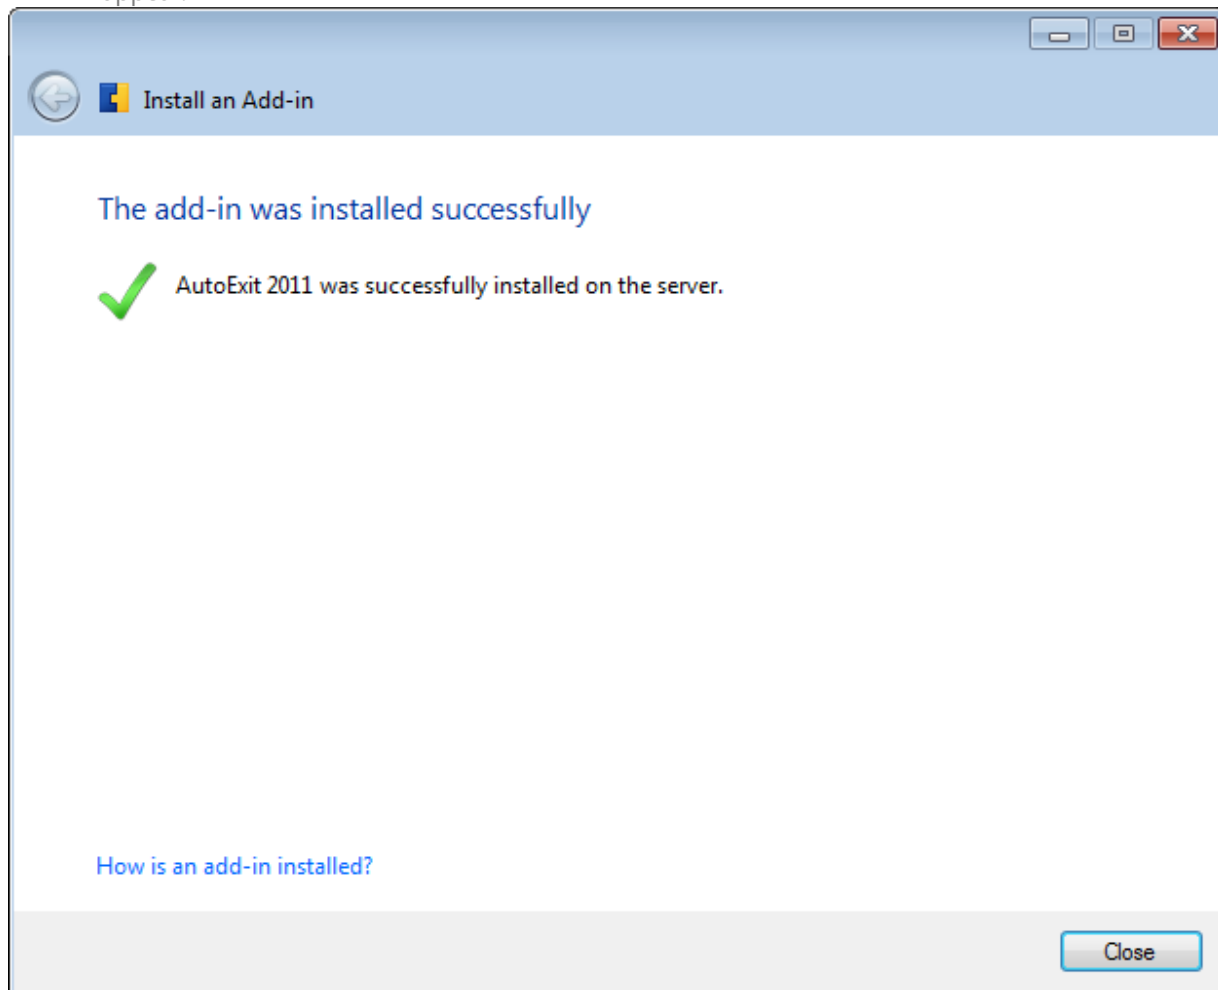 Install an Add-in
The add-in was installed successfully
AutoExit 2011 was successfully installed on the server.
How is an add-in installed?
Close